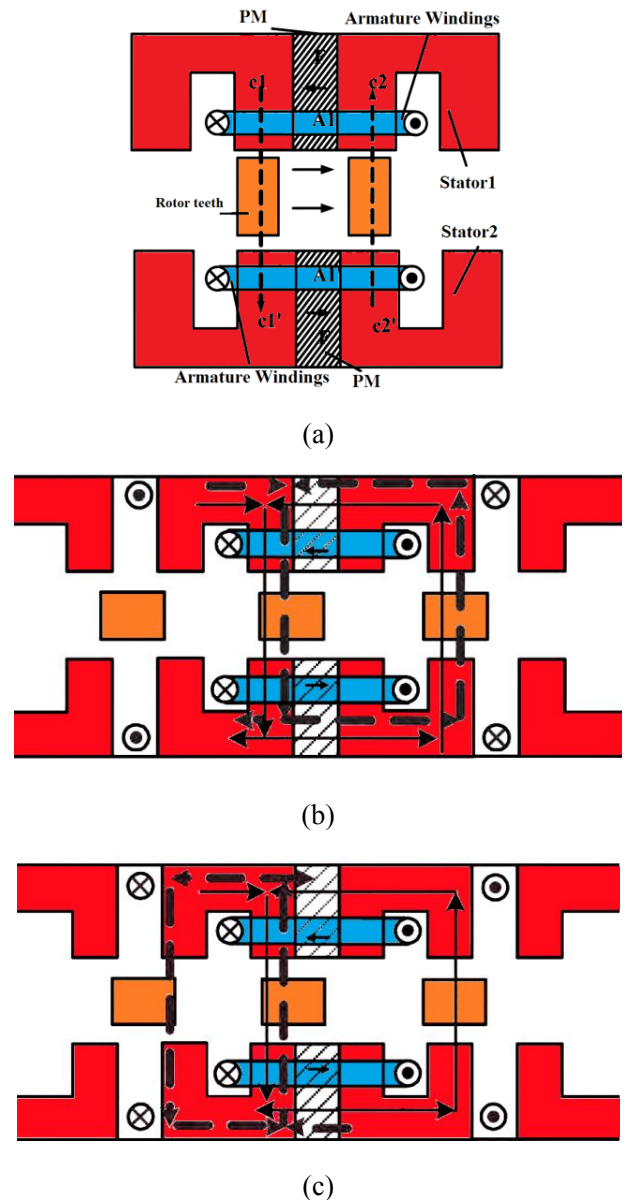 PM
Armature Windings
F
c1
c2
A1
Stator1
Rotor teeth
Stator2
A1
c1'
c2'
F
Armature Windings
PM
(a)
(b)
(c)